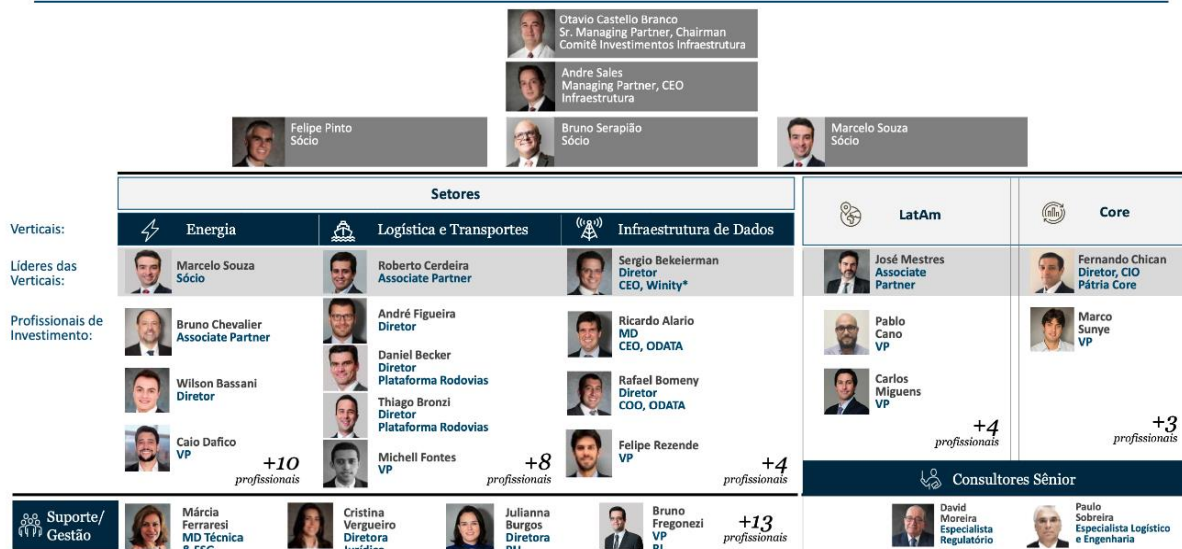 Otavio Castello Branco
Sr. Managing Partner, Chairman
Comitê Investimentos Infraestrutura
Andre Sales
Managing Partner, CEO
Infraestrutura
Felipe Pinto
Sócio
Bruno Serapião
Sócio
Marcelo Souza
Sócio
Setores
LatAm
Core
Verticais:
Energia
Logística e Transportes
Infraestrutura de Dados
Líderes das
Verticais:
Marcelo Souza
Sócio
Roberto Cerdeira
Associate Partner
Sergio Bekeierman
Diretor
CEO, Winity*
José Mestres
Associate
Partner
Fernando Chican
Diretor, CIO
Pátria Core
Profissionais de
Investimento:
Bruno Chevalier
Associate Partner
Wilson Bassani
Diretor
Caio Dafico
VP
+10
profissionais
André Figueira
Diretor
Daniel Becker
Diretor
Plataforma Rodovias
Thiago Bronzi
Diretor
Plataforma Rodovias
Michell Fontes
VP
+8
profissionais
Ricardo Alario
MD
CEO, ODATA
Rafael Bomeny
Diretor
COO, ODATA
Felipe Rezende
VP
+4
profissionais
Pablo
Cano
VP
Carlos
Miguens
VP
+4
profissionais
Marco
Sunye
VP
+3
profissionais
Consultores Sênior
David
Moreira
Especialista
Regulatório
Paulo
Sobreira
Especialista Logístico
e Engenharia
Suporte/
Gestão
Márcia
Ferraresi
MD Técnica
& ESG
Cristina
Vergueiro
Diretora
Jurídica
Julianna
Burgos
Diretora
RH
Bruno
Fregonezi
VP
RI
+13
profissionais